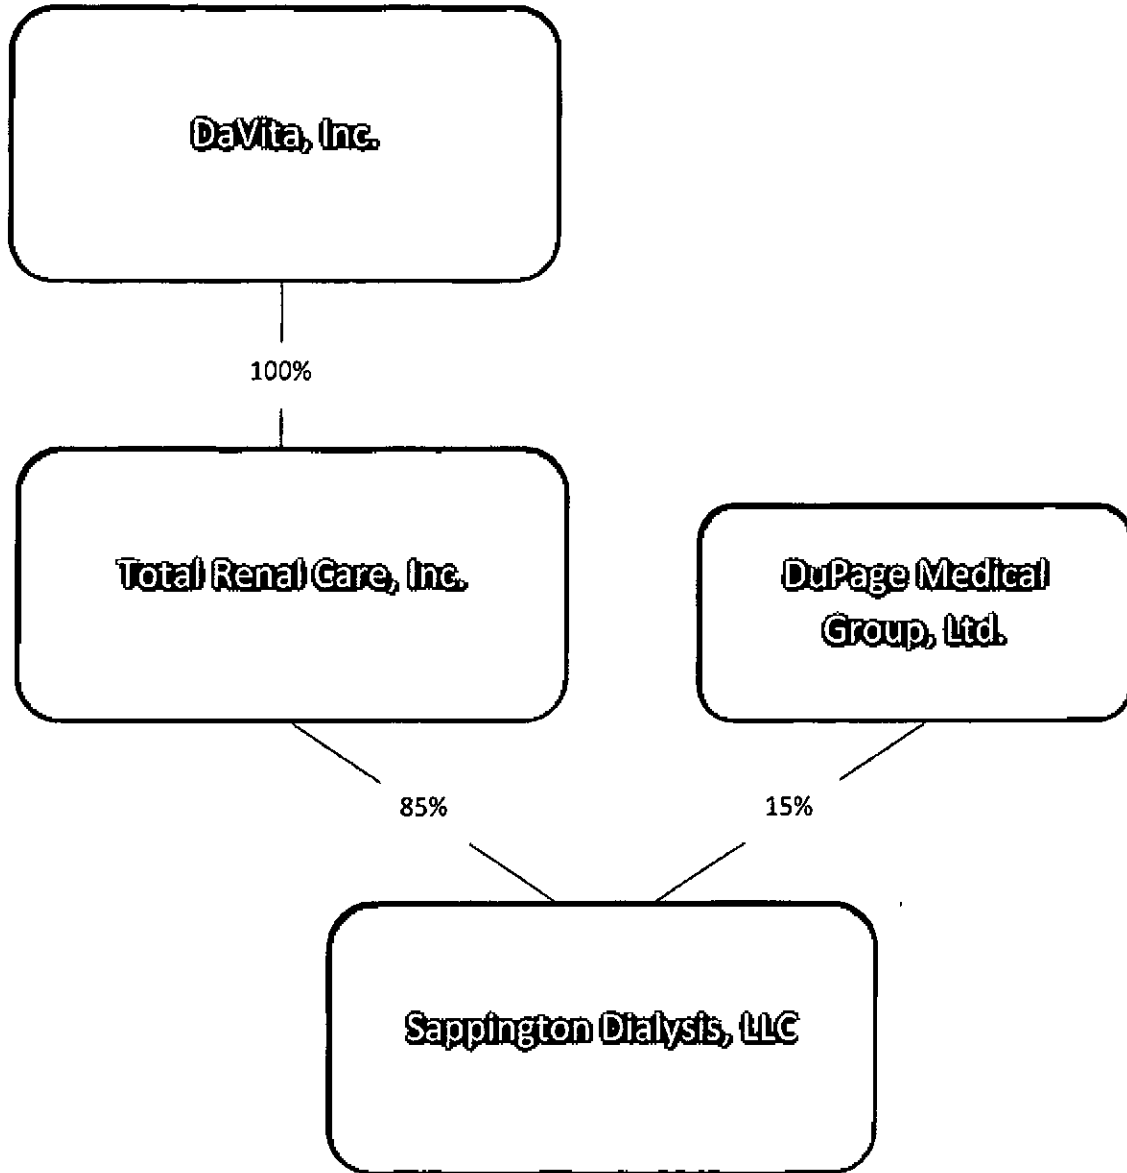 DaVita, Inc.
100%
Total Renal Care, Inc.
DuPage Medical
Group, Ltd.
85%
15%
Sappington Dialysis, LLC